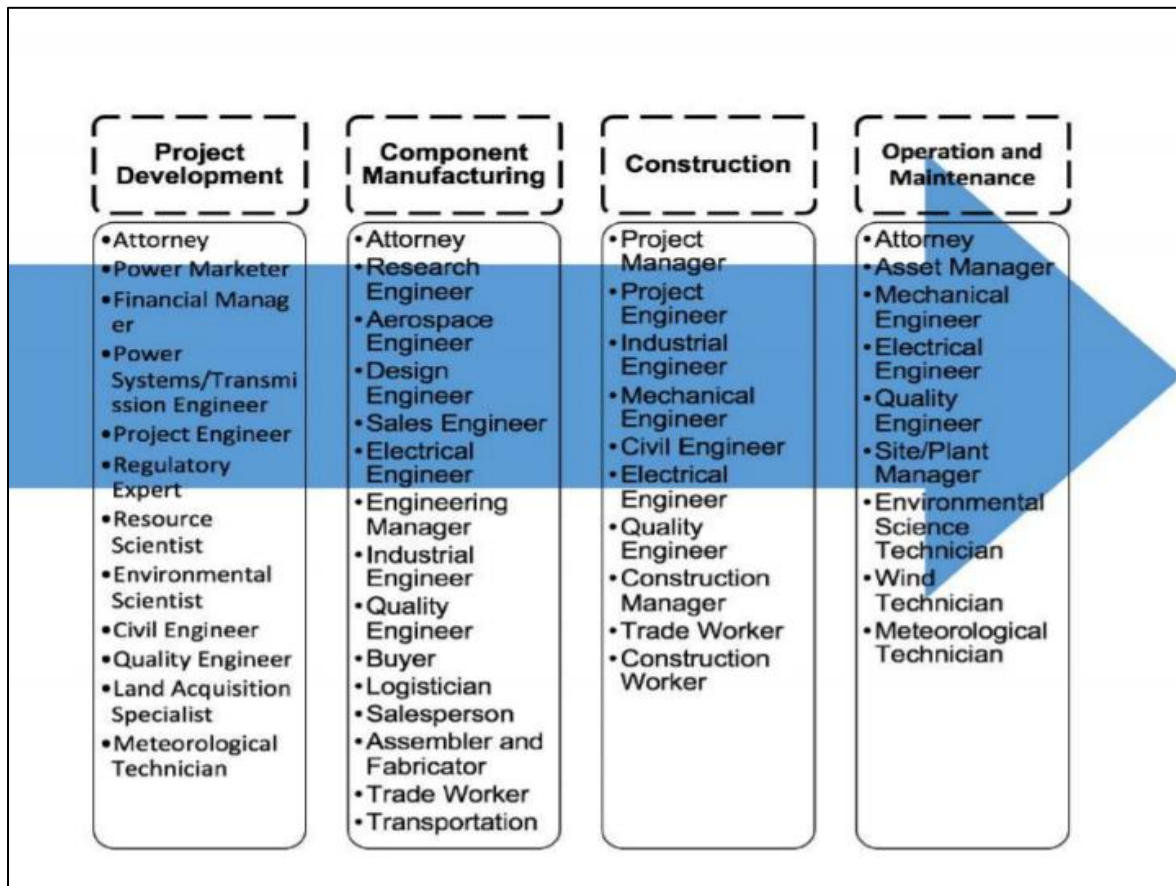 Project
Development
•Attorney
•Power Marketer
•Financial Manag
er
•Power
Systems/Transmi
ssion Engineer
•Project Engineer
•Regulatory
Expert
•Resource
Scientist
•Environmental
Scientist
•Civil Engineer
•Quality Engineer
•Land Acquisition
Specialist
•Meteorological
Technician
Component
Manufacturing
•Attorney
•Research
Engineer
•Aerospace
Engineer
•Design
Engineer
•Sales Engineer
•Electrical
Engineer
•Engineering
Manager
•Industrial
Engineer
•Quality
Engineer
•Buyer
•Logistician
•Salesperson
•Assembler and
Fabricator
•Trade Worker
•Transportation
Construction
•Project
Manager
•Project
Engineer
•Industrial
Engineer
•Mechanical
Engineer
•Civil Engineer
•Electrical
Engineer
•Quality
Engineer
•Construction
Manager
•Trade Worker
•Construction
Worker
Operation and
Maintenance
•Attorney
•Asset Manager
•Mechanical
Engineer
•Electrical
Engineer
•Quality
Engineer
•Site/Plant
Manager
•Environmental
Science
Technician
•Wind
Technician
•Meteorological
Technician